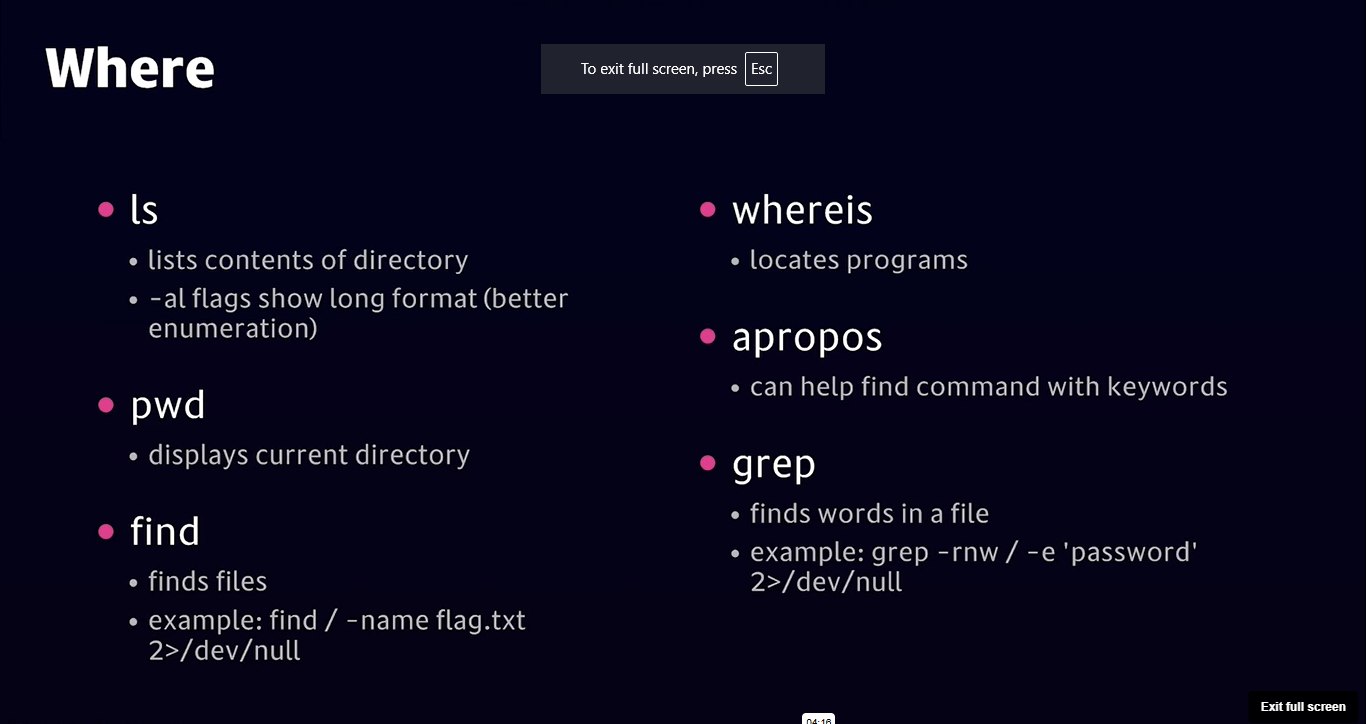 Where
To exit full screen, press Esc
ls
lists contents of directory
-al flags show long format (better
enumeration)
pwd
displays current directory
find
finds files
example: find / -name flag.txt
2>/dev/null
whereis
locates programs
apropos
can help find command with keywords
grep
finds words in a file
example: grep -rnw / -e 'password'
2>/dev/null
04:16
Exit full screen